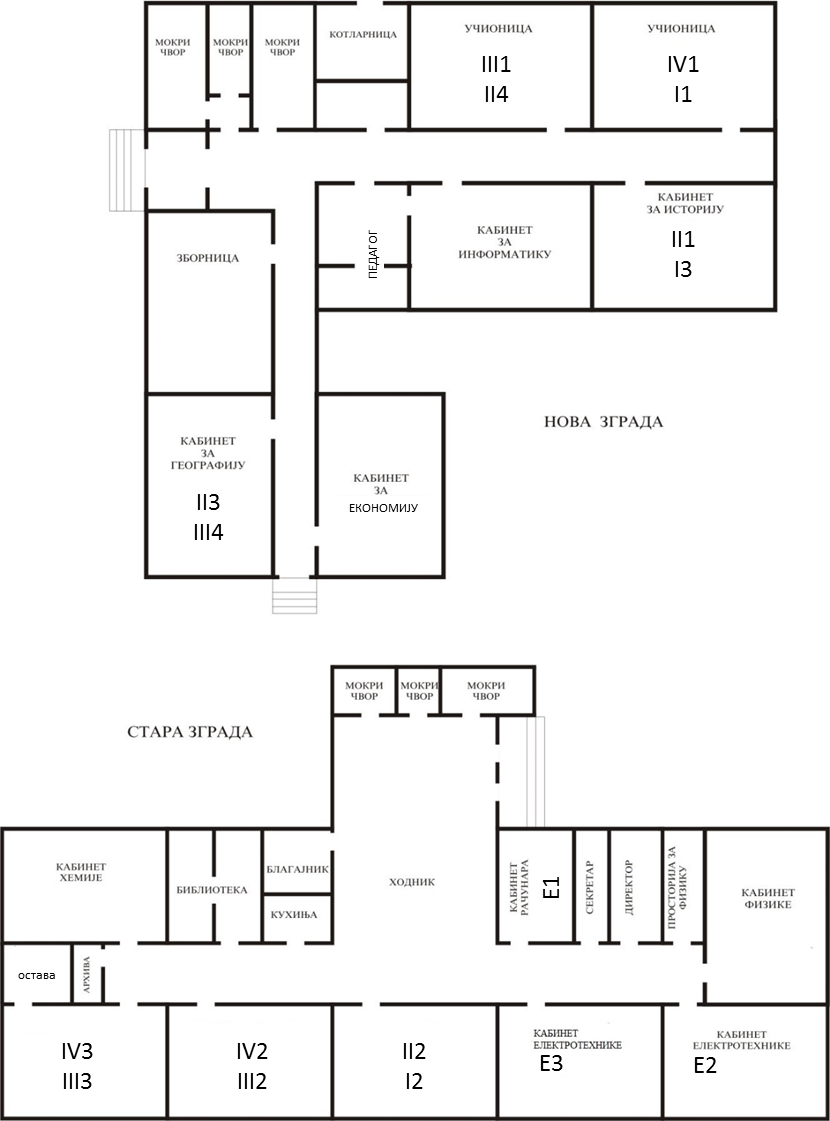 МОКРИ
ЧВОР
МОКРИ
ЧВОР
МОКРИ
ЧВОР
КОТЛАРНИЦА
УЧИОНИЦА
III1
II4
УЧИОНИЦА
IV1
I1
ЗБОРНИЦА
ПЕДАГОГ
КАБИНЕТ
ЗА
ИНФОРМАТИКУ
КАБИНЕТ
ЗА ИСТОРИЈУ
II1
I3
НОВА ЗГРАДА
КАБИНЕТ
ЗА
ГЕОГРАФИЈУ
II3
III4
КАБИНЕТ
ЗА
ЕКОНОМИЈУ
СТАРА ЗГРАДА
МОКРИ
ЧВОР
МОКРИ
ЧВОР
МОКРИ
ЧВОР
КАБИНЕТ
ХЕМИЈЕ
БИБЛИОТЕКА
БЛАГАЈНИК
КУХИЊА
ХОДНИК
КАБИНЕТ
РАЧУНАРА
E1
СЕКРЕТАР
ДИРЕКТОР
ПРОСТОРИЈА ЗА
ФИЗИКУ
КАБИНЕТ
ФИЗИКЕ
остава
АРХИВА
IV3
III3
IV2
III2
II2
I2
КАБИНЕТ
ЕЛЕКТРОТЕХНИКЕ
E3
КАБИНЕТ
ЕЛЕКТРОТЕХНИКЕ
E2